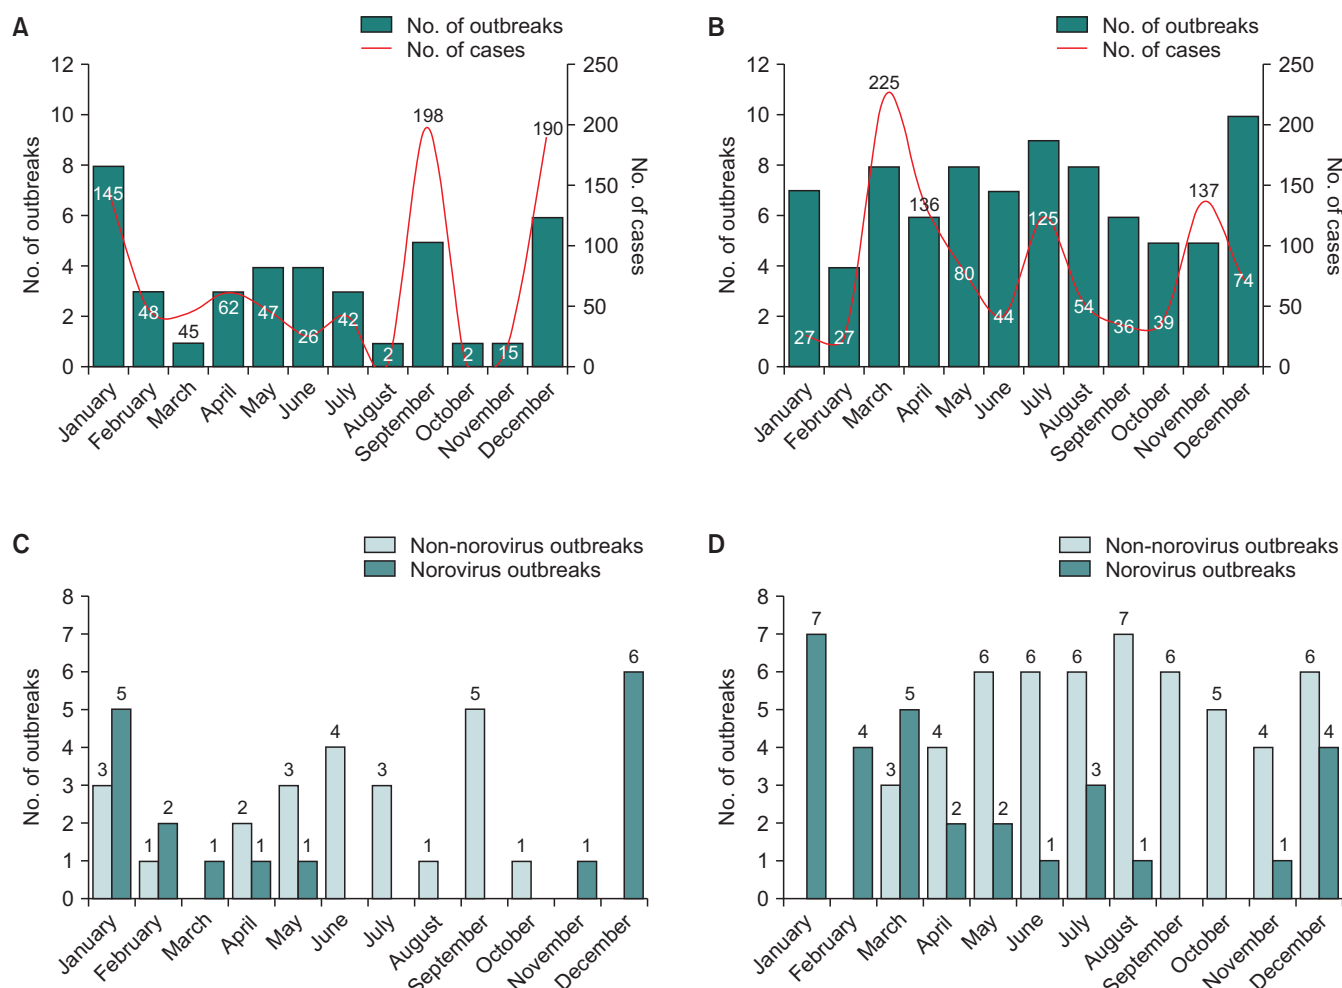 A
No. of outbreaks
No. of cases
12
10
8
6
4
2
0
No. of outbreaks
250
200
150
100
50
0
No. of cases
145
48
45
62
47
26
42
2
198
2
15
190
January
February
March
April
May
June
July
August
September
October
November
December
B
No. of outbreaks
No. of cases
12
10
8
6
4
2
0
No. of outbreaks
250
200
150
100
50
0
No. of cases
27
27
225
136
80
44
125
54
36
39
137
74
January
February
March
April
May
June
July
August
September
October
November
December
C
Non-norovirus outbreaks
Norovirus outbreaks
8
7
6
5
4
3
2
1
0
No. of outbreaks
3
5
1
2
1
2
1
3
1
4
3
1
5
1
1
6
January
February
March
April
May
June
July
August
September
October
November
December
D
Non-norovirus outbreaks
Norovirus outbreaks
8
7
6
5
4
3
2
1
0
No. of outbreaks
7
4
3
5
4
2
6
2
6
1
6
3
7
1
6
5
4
1
6
4
January
February
March
April
May
June
July
August
September
October
November
December